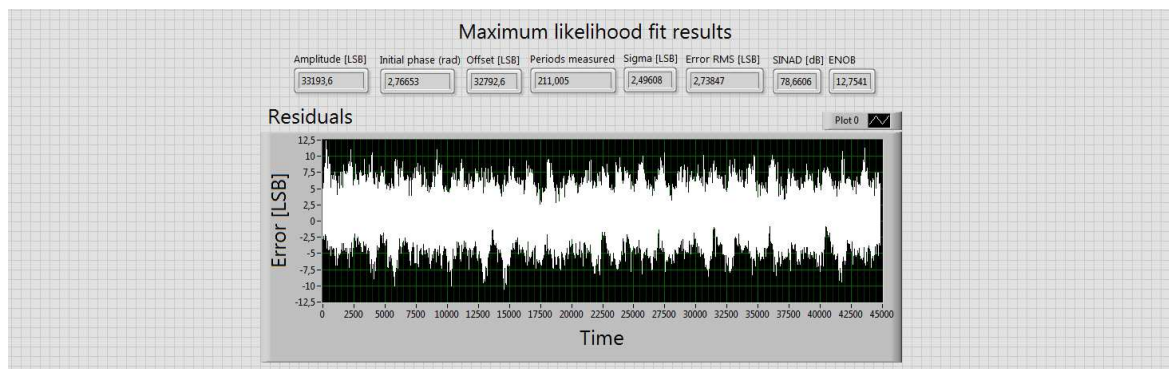 Maximum likelihood fit results
Amplitude [LSB] Initial phase (rad) Offset [LSB] Periods measured Sigma [LSB] Error RMS [LSB] SINAD [dB] ENOB
33193,6 2,76653 32792,6 211,005 2,49608 2,73847 78,6606 12,7541
Residuals
Plot 0
12,5
10
7,5
5
2,5
0
-2,5
-5
-7,5
-10
-12,5
Error [LSB]
0 2500 5000 7500 10000 12500 15000 17500 20000 22500 25000 27500 30000 32500 35000 37500 40000 42500 45000
Time